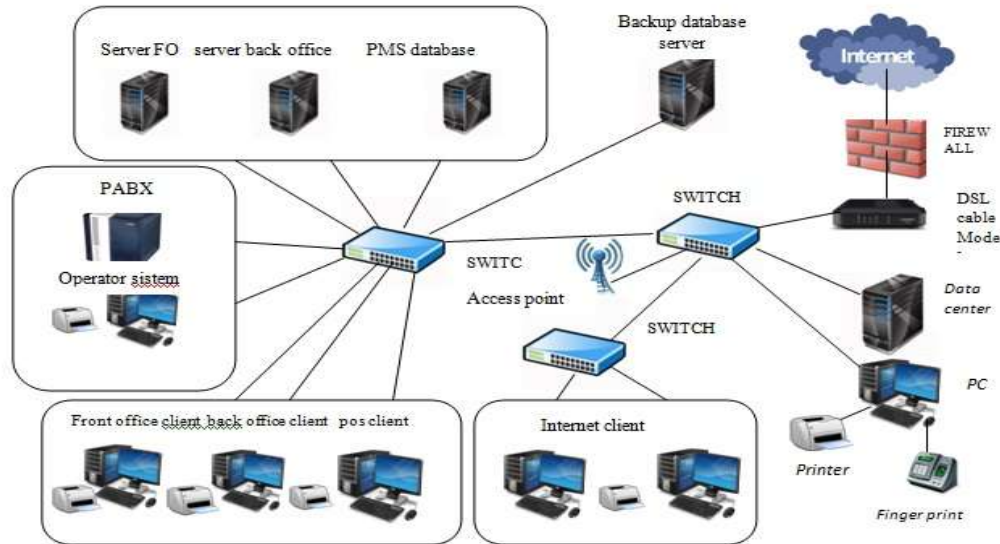 Server FO server back office PMS database
Backup database
server
Internet
FIREW
ALL
PABX
SWITCH
DSL
cable
Mode
SWITC
Operator sistem
Access point
Data
center
SWITCH
PC
Front office client back office client pos client
Internet client
Printer
Finger print